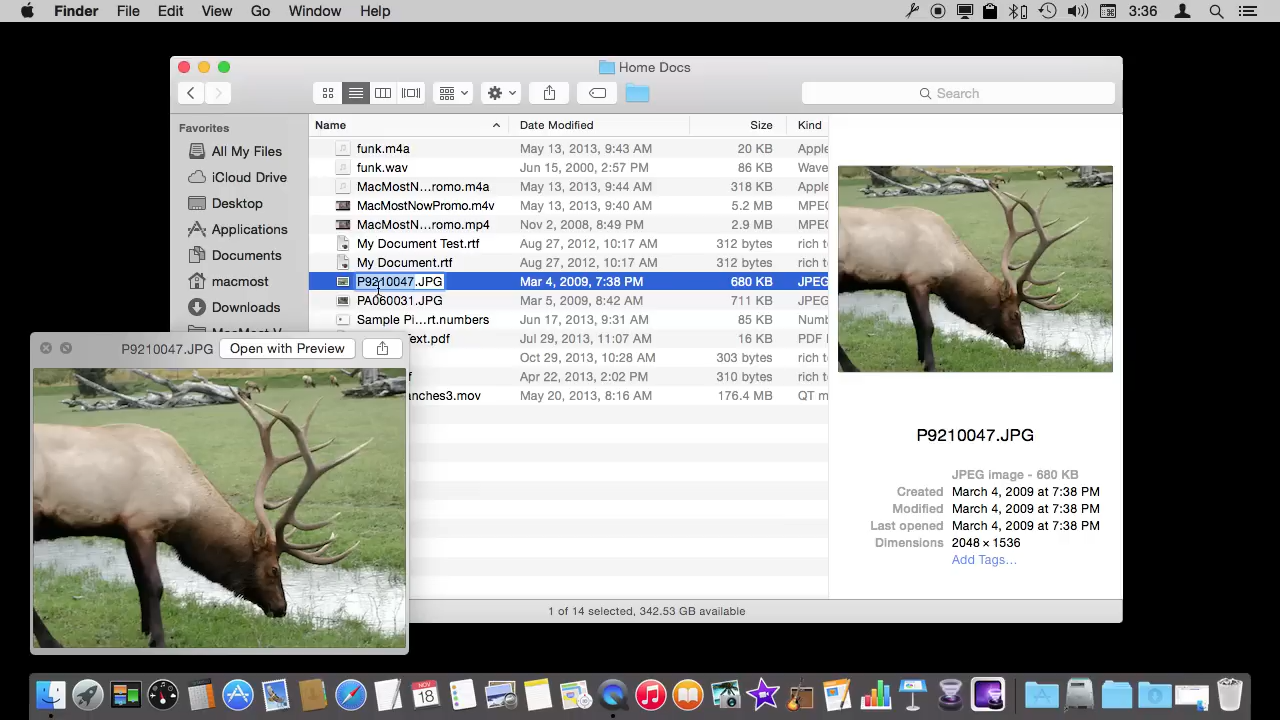 Finder File Edit View Go Window Help 3:36
Home Docs
Search
Favorites
All My Files
iCloud Drive
Desktop
Applications
Documents
macmost
Downloads
Name Date Modified Size Kind
funk.m4a May 13, 2013, 9:43 AM 20 KB Apple
funk.wav Jun 15, 2000, 2:57 PM 86 KB Wave
MacMostN...romo.m4a May 13, 2013, 9:44 AM 318 KB Apple
MacMostNowPromo.m4v May 13, 2013, 9:40 AM 5.2 MB MPEG
MacMostN...romo.mp4 Nov 2, 2008, 8:49 PM 2.9 MB MPEG
My Document Test.rtf Aug 27, 2012, 10:17 AM 312 bytes rich
My Document.rtf Aug 27, 2012, 10:17 AM 312 bytes rich
P9210047.JPG Mar 4, 2009, 7:38 PM 680 KB JPEG
PA060031.JPG Mar 5, 2009, 8:42 AM 711 KB JPEG
Sample Pi...rt.numbers Jun 17, 2013, 9:31 AM 85 KB Numb
ext.pdf Jul 29, 2013, 11:07 AM 16 KB PDF
Oct 29, 2013, 10:28 AM 303 bytes rich
f Apr 22, 2013, 2:02 PM 310 bytes rich
anches3.mov May 20, 2013, 8:16 AM 176.4 MB QT m
P9210047.JPG
JPEG image - 680 KB
Created March 4, 2009 at 7:38 PM
Modified March 4, 2009 at 7:38 PM
Last opened March 4, 2009 at 7:38 PM
Dimensions 2048 × 1536
Add Tags...
1 of 14 selected, 342.53 GB available
P9210047.JPG Open with Preview
NOV
18